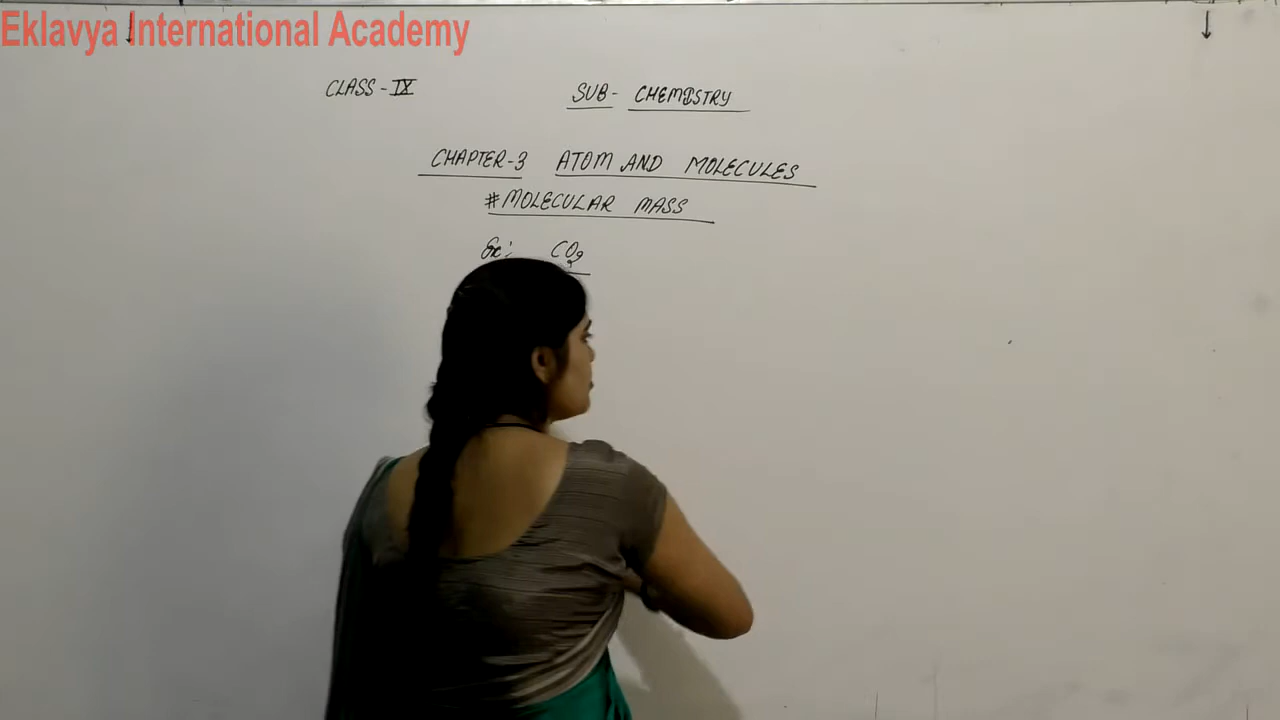 Eklavya International Academy
CLASS - IX SUB - CHEMISTRY
CHAPTER-3 ATOM AND MOLECULES
# MOLECULAR MASS
Ex: CO2